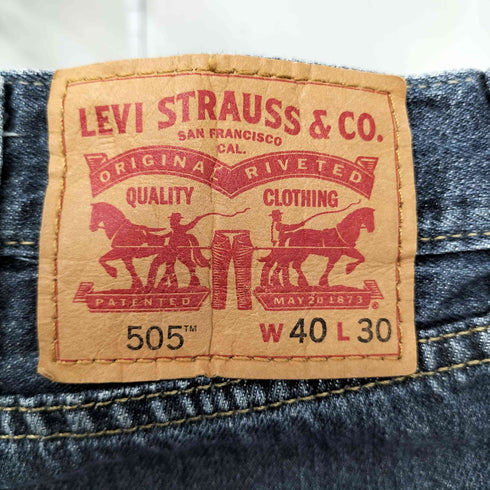 LEVI STRAUSS & CO.
SAN FRANCISCO
CAL.
ORIGINAL RIVETED
QUALITY CLOTHING
PATENTED MAY 20 1873 ®
505™ W 40 L 30